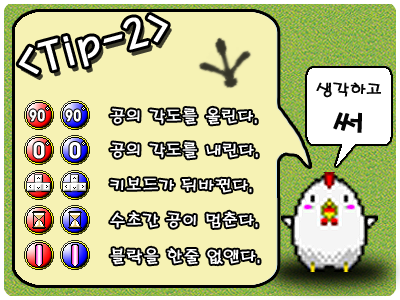 <Tip-2>
90° 90° 공의 각도를 올린다,
0° 0° 공의 각도를 내린다,
키보드가 뒤바뀐다,
수초간 공이 멈춘다,
블락을 한줄 없앤다,
생각하고
써